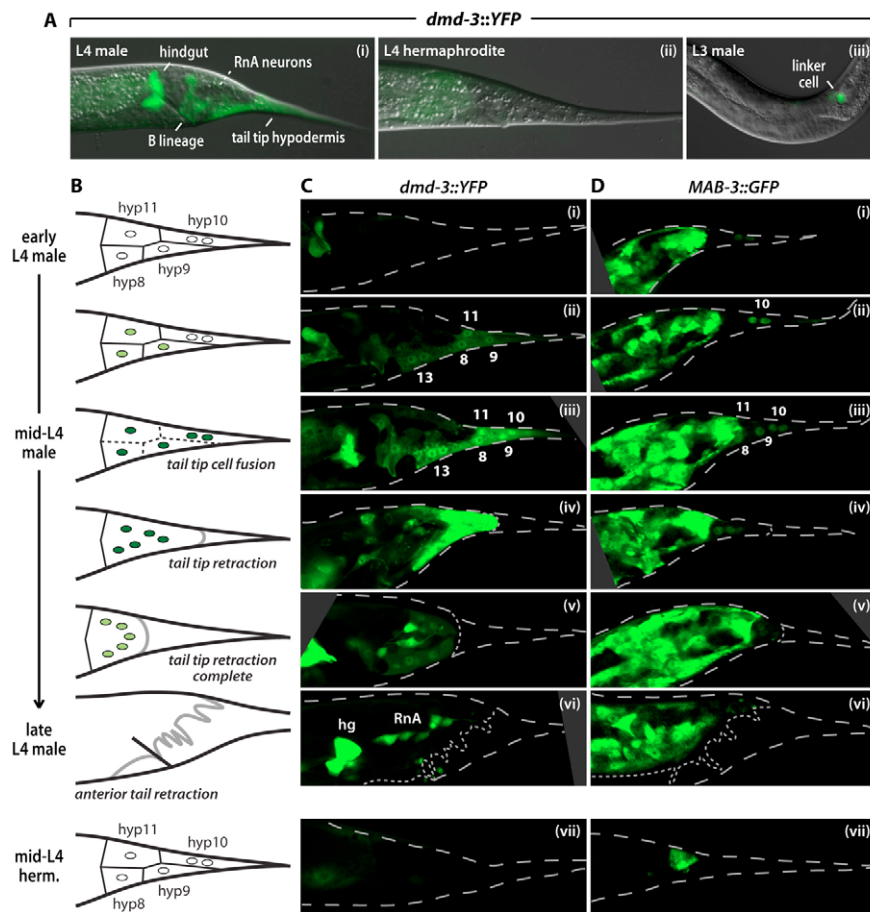 A
dmd-3::YFP
L4 male
hindgut
RnA neurons
(i)
B lineage
tail tip hypodermis
L4 hermaphrodite
(ii)
L3 male
(iii)
linker
cell
B
C
dmd-3::YFP
D
MAB-3::GFP
early
L4 male
hyp11
hyp10
hyp8
hyp9
(i)
(i)
11
(ii)
13
8
9
10
(ii)
mid-L4
male
tail tip cell fusion
11
10
(iii)
13
8
9
11
10
(iii)
8
9
tail tip retraction
(iv)
(iv)
tail tip retraction
complete
(v)
(v)
late
L4 male
anterior tail retraction
hg
RnA
(vi)
(vi)
mid-L4
herm.
hyp11
hyp10
hyp8
hyp9
(vii)
(vii)